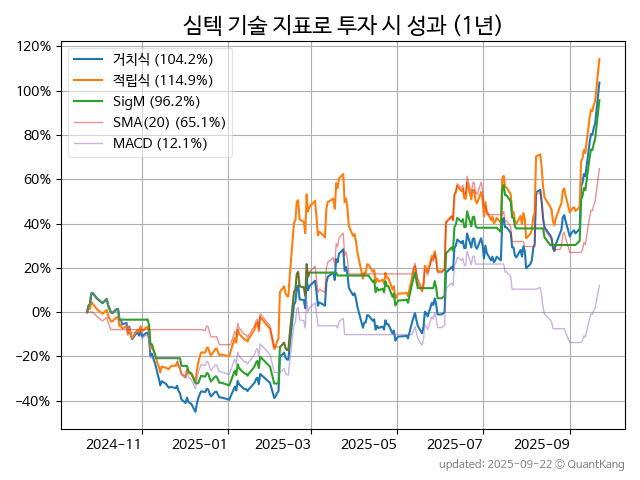 심텍 기술 지표로 투자 시 성과 (1년)
120%
100%
80%
60%
40%
20%
0%
−20%
−40%
거치식 (104.2%)
적립식 (114.9%)
SigM (96.2%)
SMA(20) (65.1%)
MACD (12.1%)
2024-11
2025-01
2025-03
2025-05
2025-07
2025-09
updated: 2025-09-22 © QuantKang